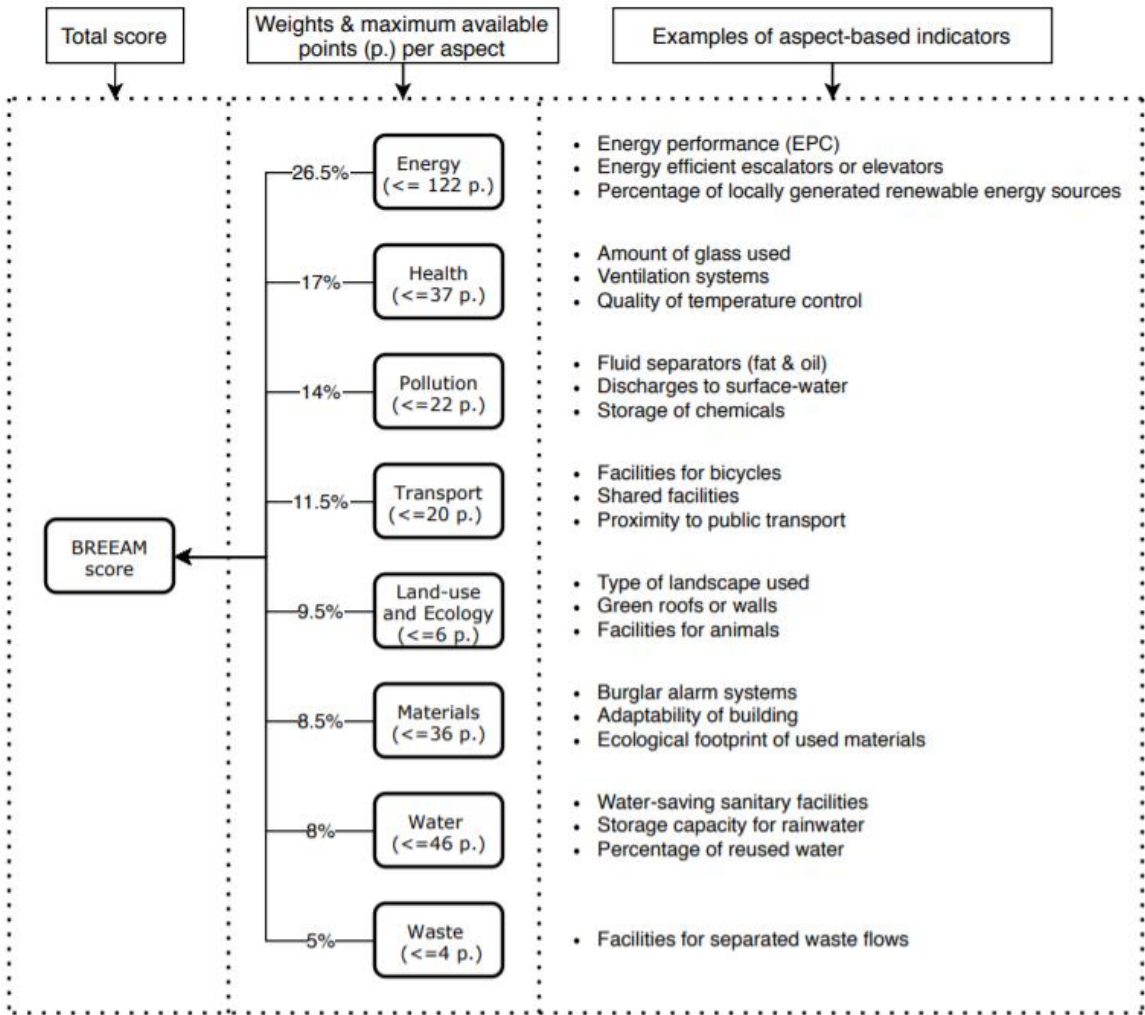 Total score
Weights & maximum available
points (p.) per aspect
Examples of aspect-based indicators
BREEAM
score
26.5%
Energy
(<= 122 p.)
• Energy performance (EPC)
• Energy efficient escalators or elevators
• Percentage of locally generated renewable energy sources
17%
Health
(<=37 p.)
• Amount of glass used
• Ventilation systems
• Quality of temperature control
14%
Pollution
(<=22 p.)
• Fluid separators (fat & oil)
• Discharges to surface-water
• Storage of chemicals
11.5%
Transport
(<=20 p.)
• Facilities for bicycles
• Shared facilities
• Proximity to public transport
9.5%
Land-use
and Ecology
(<=6 p.)
• Type of landscape used
• Green roofs or walls
• Facilities for animals
8.5%
Materials
(<=36 p.)
• Burglar alarm systems
• Adaptability of building
• Ecological footprint of used materials
8%
Water
(<=46 p.)
• Water-saving sanitary facilities
• Storage capacity for rainwater
• Percentage of reused water
5%
Waste
(<=4 p.)
• Facilities for separated waste flows